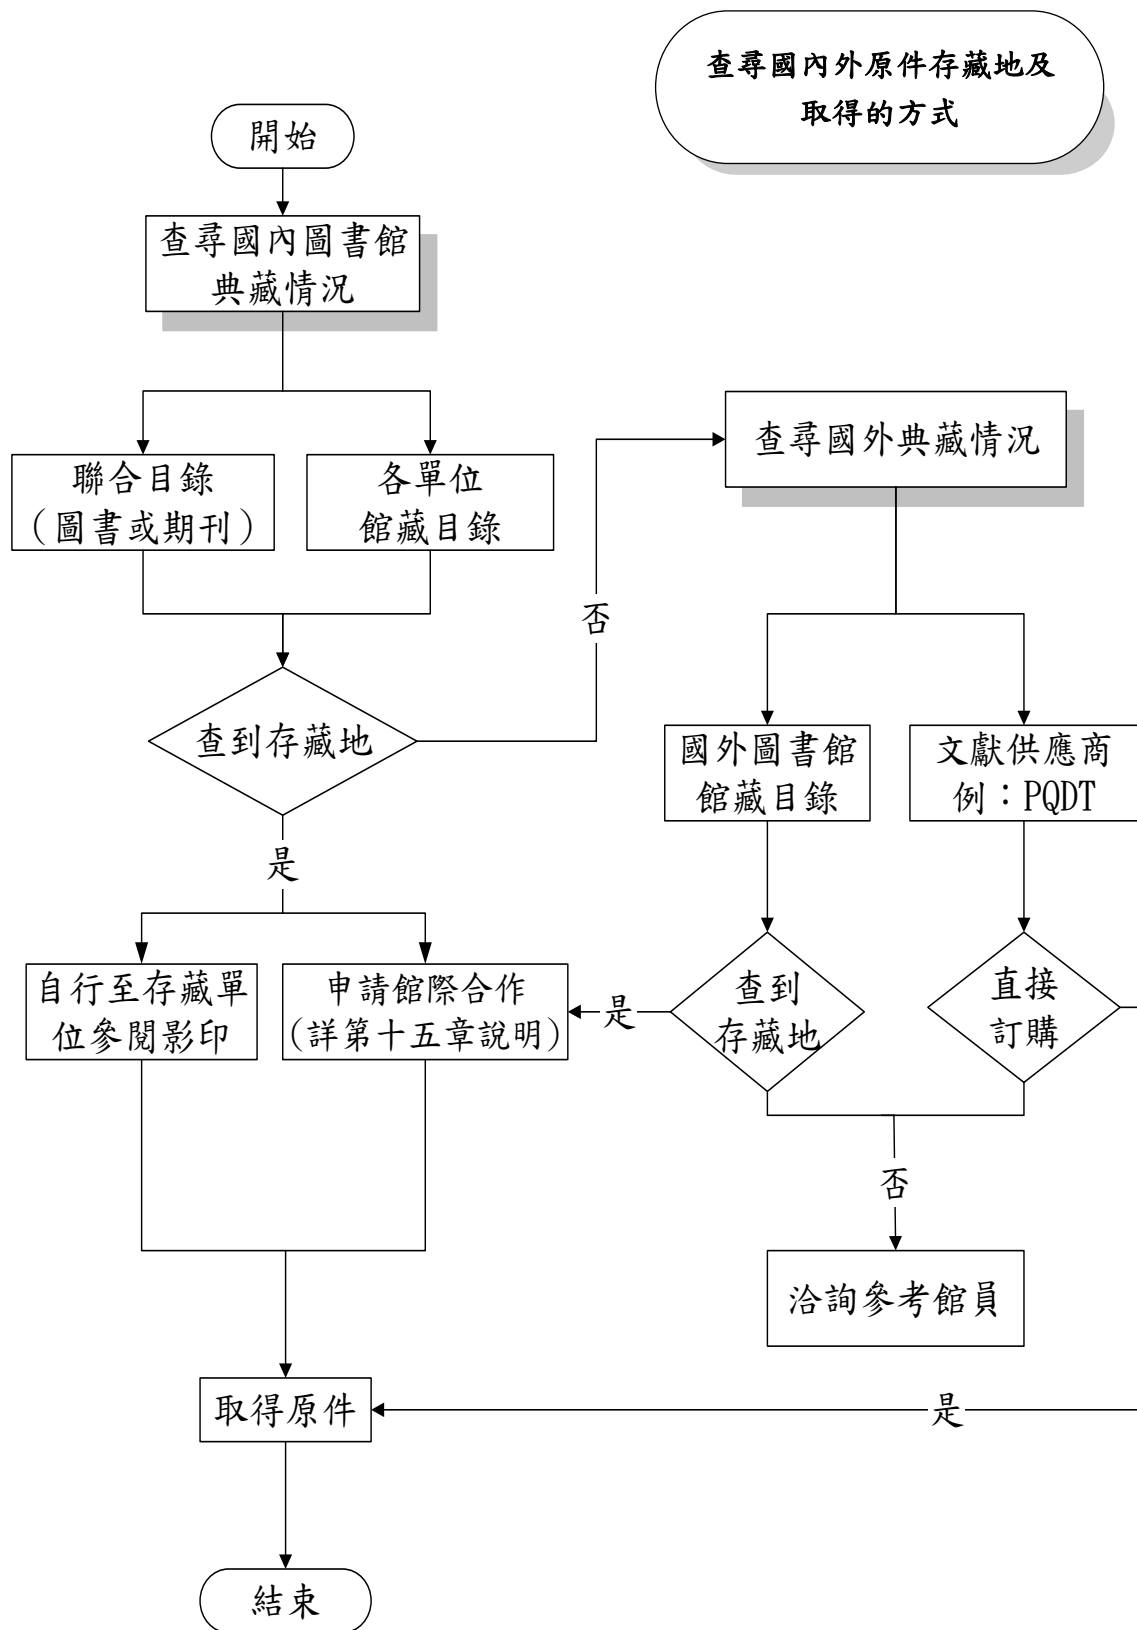 查尋國內外原件存藏地及
取得的方式
開始
查尋國內圖書館
典藏情況
聯合目錄
（圖書或期刊）
各單位
館藏目錄
查到存藏地
否
是
自行至存藏單
位參閱影印
申請館際合作
(詳第十五章說明)
查尋國外典藏情況
國外圖書館
館藏目錄
文獻供應商
例：PQDT
查到
存藏地
直接
訂購
是
否
洽詢參考館員
是
取得原件
結束